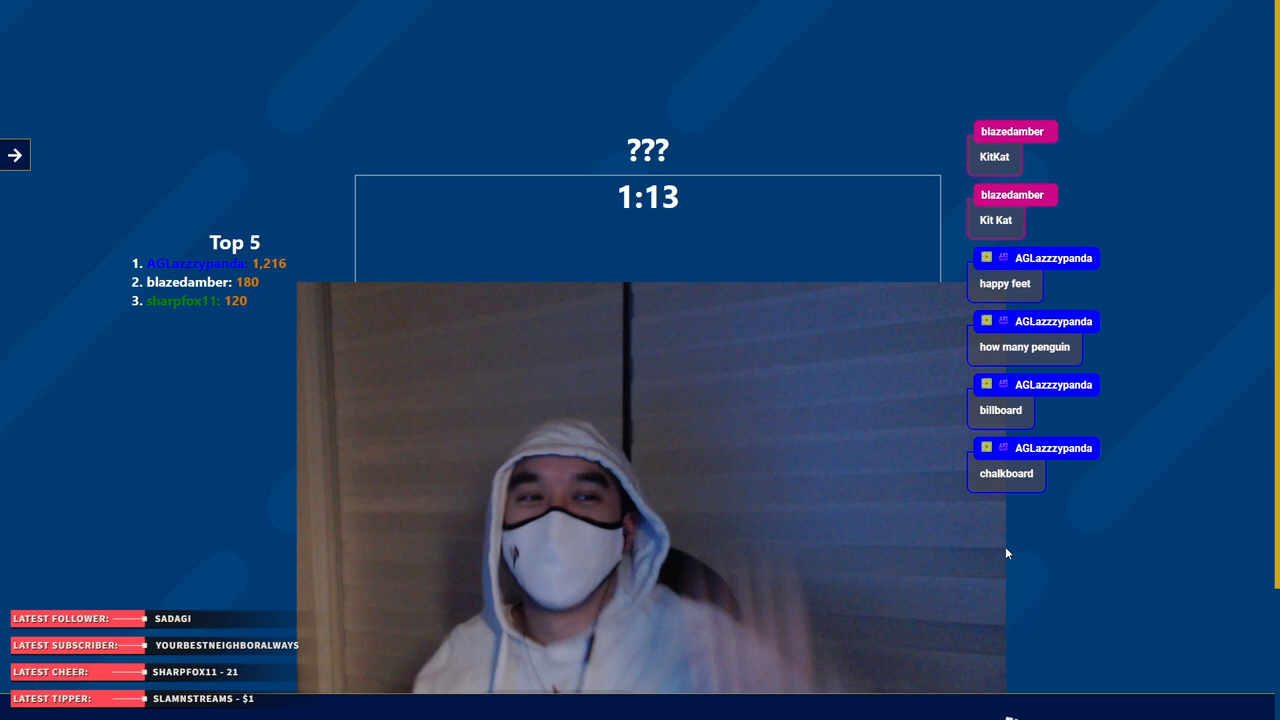 ???
1:13
Top 5
1. AGLazzzypanda: 1,216
2. blazedamber: 180
3. sharpfox11: 120
blazedamber
KitKat
blazedamber
Kit Kat
AGLazzzypanda
happy feet
AGLazzzypanda
how many penguin
AGLazzzypanda
billboard
AGLazzzypanda
chalkboard
LATEST FOLLOWER: SADAGI
LATEST SUBSCRIBER: YOURBESTNEIGHBORALWAYS
LATEST CHEER: SHARPFOX11 - 21
LATEST TIPPER: SLAMNSTREAMS - $1